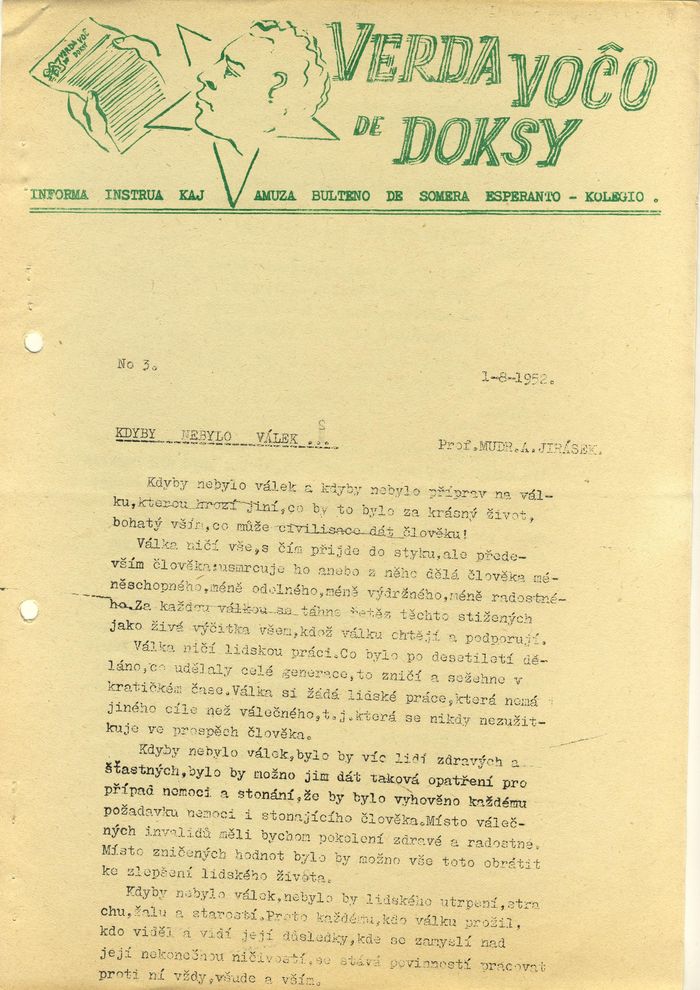 VERDA VOĈ
DE DOKSY
VERDA VOĈO
DE DOKSY
INFORMA INSTRUA KAJ AMUZA BULTENO DE SOMERA ESPERANTO - KOLEGIO .
No 3.
1-8-1952.
KDYBY NEBYLO VÁLEK ..?
Prof.MUDR.A.JIRÁSEK.
Kdyby nebylo válek a kdyby nebylo příprav na vál-
ku,kterou hrozí jiní,co by to bylo za krásný život,
bohatý vším,co může civilisace dát člověku!
Válka ničí vše,s čím přijde do styku,ale přede-
vším člověka:usmrcuje ho anebo z něho dělá člověka mé-
něschopného,méně odolného,méně výdržného,méně radostné-
ho.Za každou válkou se táhne řetěz těchto stižených
jako živá výčitka všem,kdož válku chtějí a podporují.
Válka ničí lidskou práci.Co bylo po desetiletí dě-
láno,co udělaly celé generace,to zničí a sežehne v
kratičkém čase.Válka si žádá lidské práce,která nemá
jiného cíle než válečného,t.j.která se nikdy nezužit-
kuje ve prospěch člověka.
Kdyby nebylo válek,bylo by víc lidí zdravých a
šťastných,bylo by možno jim dát taková opatření pro
případ nemoci a stonání,že by bylo vyhověno každému
požadavku nemoci i stonajícího člověka.Místo váleč-
ných invalidů měli bychom pokolení zdravé a radostné.
Místo zničených hodnot bylo by možno vše toto obrátit
ke zlepšení lidského života.
Kdyby nebylo válek,nebylo by lidského utrpení,stra
chu,žalu a starostí.Proto každému,kdo válku prožil,
kdo viděl a vidí její důsledky,kde se zamyslí nad
její nekonečnou ničivostí,se stává povinností pracovat
proti ní vždy,všude a vším.